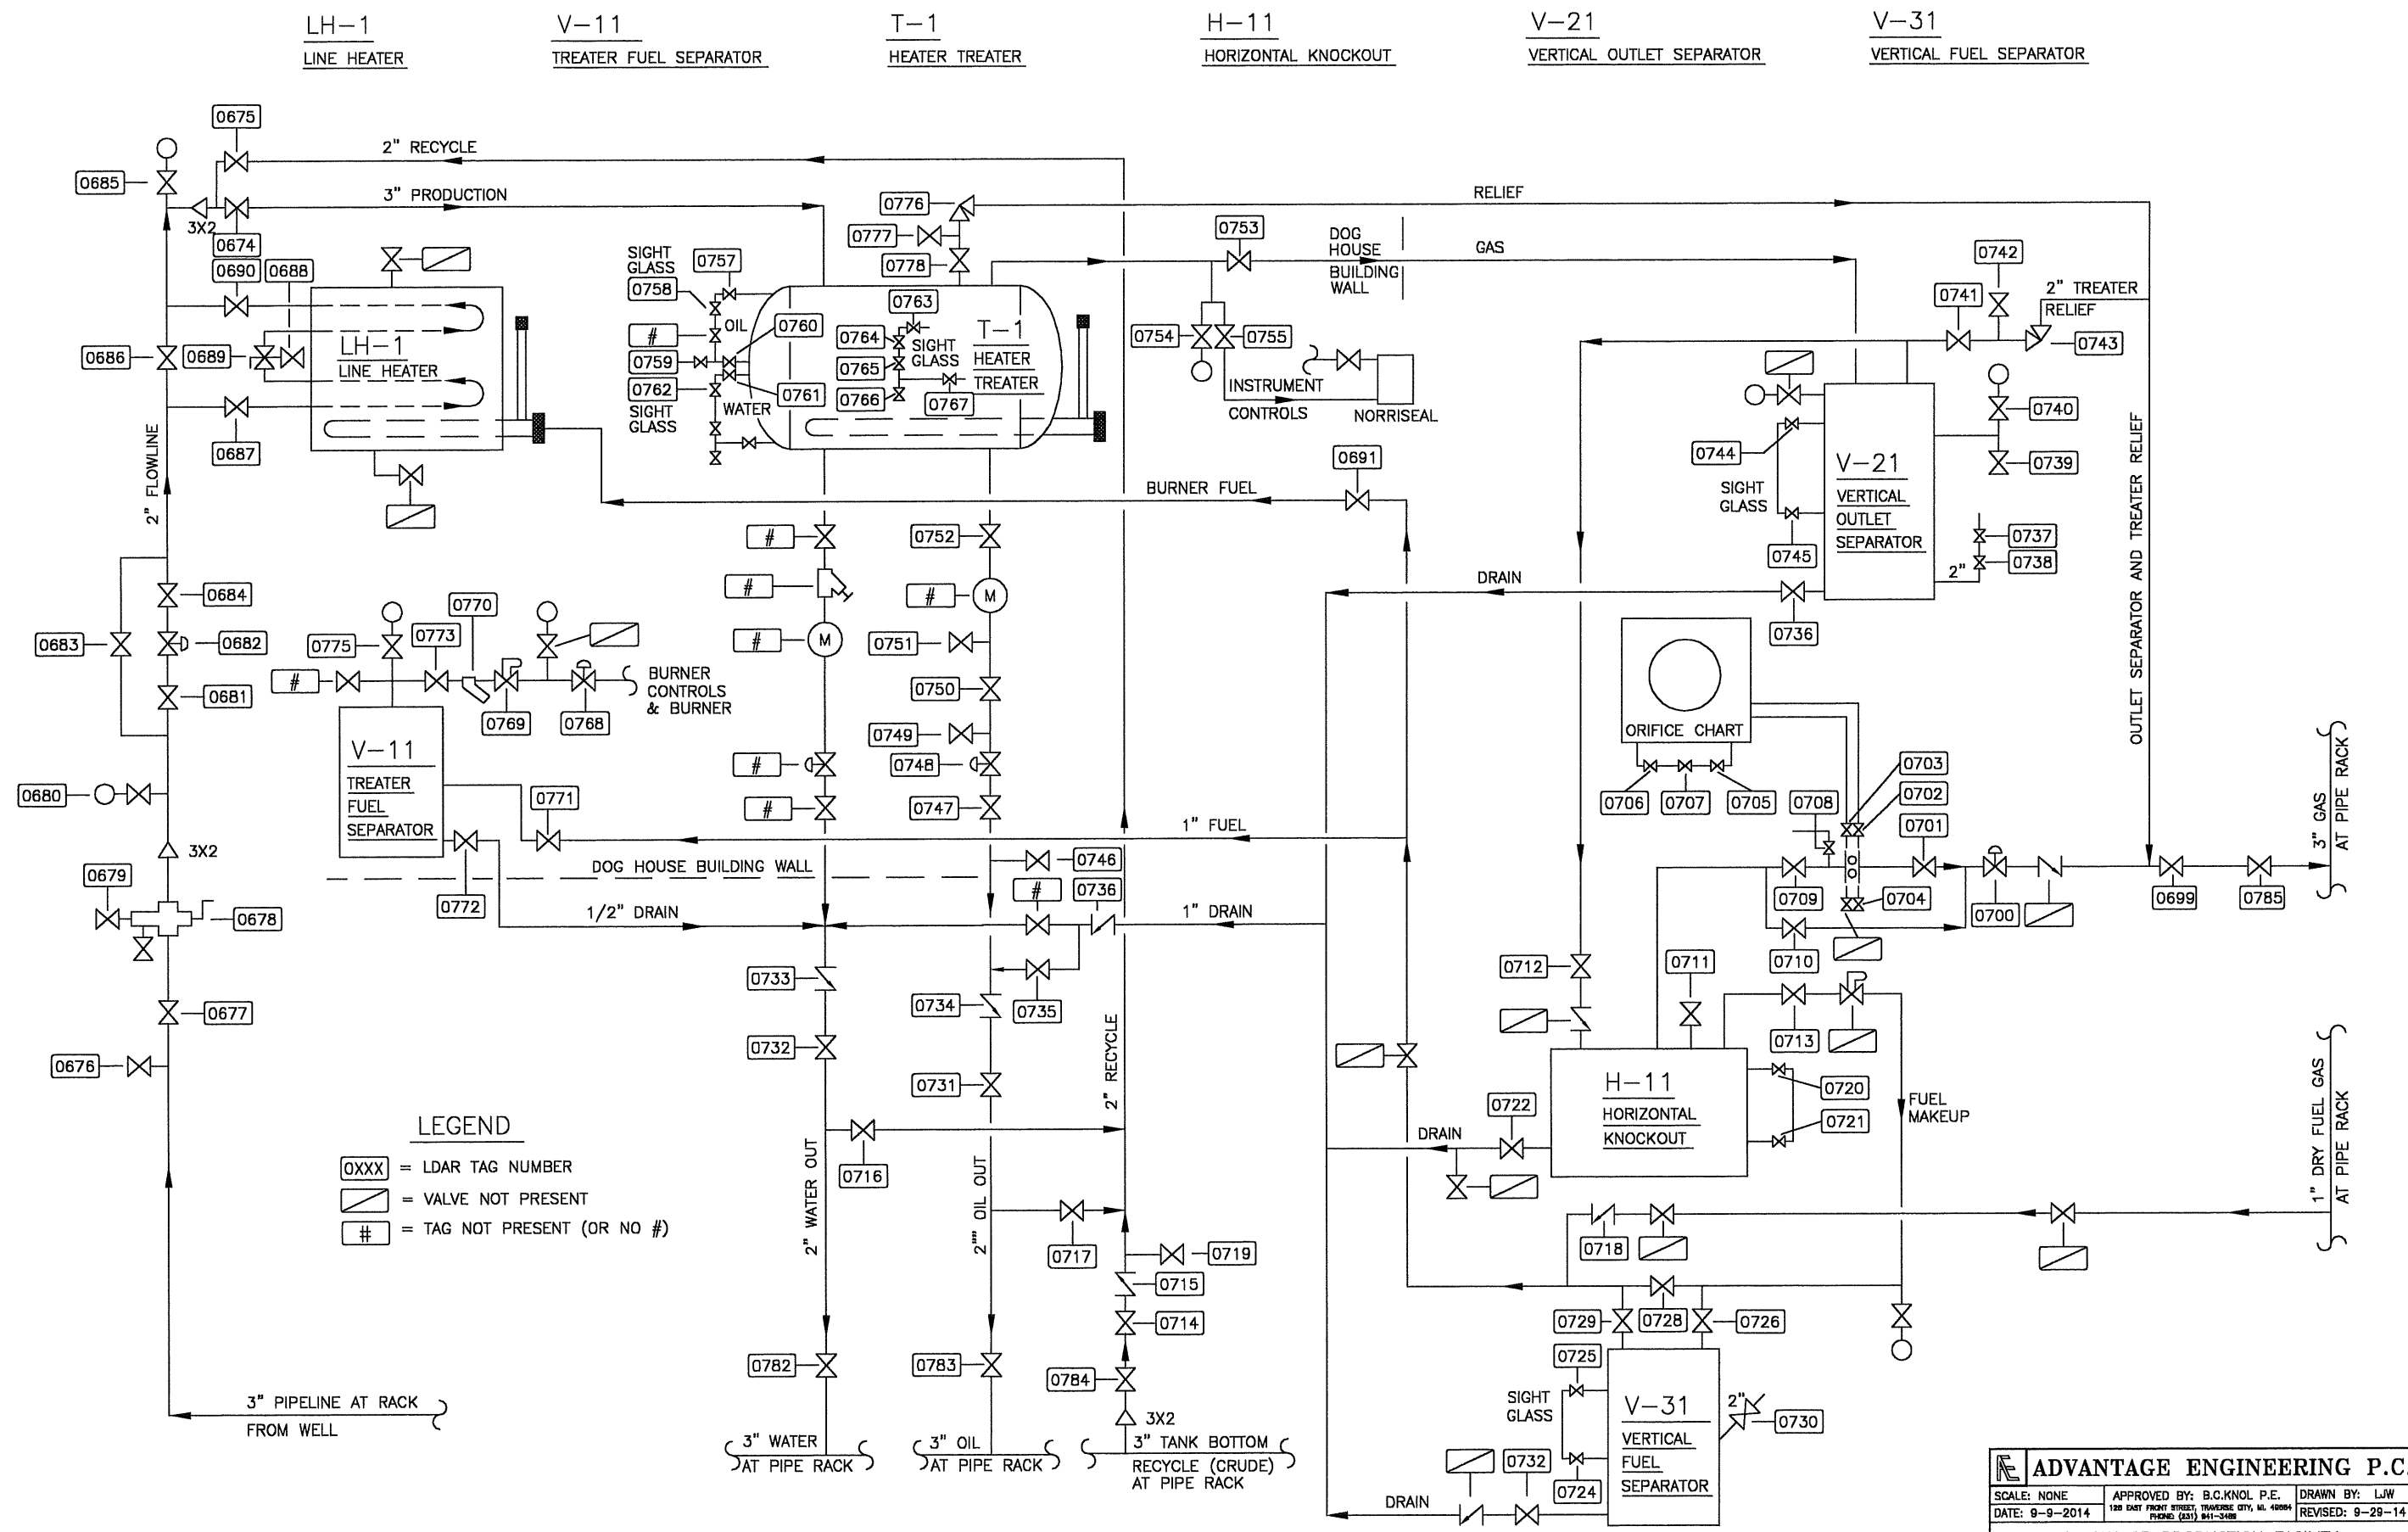 LH-1
LINE HEATER
V-11
TREATER FUEL SEPARATOR
T-1
HEATER TREATER
H-11
HORIZONTAL KNOCKOUT
V-21
VERTICAL OUTLET SEPARATOR
V-31
VERTICAL FUEL SEPARATOR
0675
2" RECYCLE
0685
3" PRODUCTION
3X2
0674
0690
0688
0686
0689
LH-1
LINE HEATER
0687
2" FLOWLINE
0684
0683
0682
0681
0680
3X2
0679
0678
0677
0676
3" PIPELINE AT RACK
FROM WELL
SIGHT
GLASS
0757
0758
#
OIL
0760
0759
0762
0761
SIGHT
GLASS
WATER
0776
0777
0778
0763
0764
SIGHT
GLASS
0765
0766
0767
T-1
HEATER
TREATER
RELIEF
0753
DOG
HOUSE
BUILDING
WALL
GAS
0754
0755
INSTRUMENT
CONTROLS
NORRISEAL
0742
0741
2" TREATER
RELIEF
0743
0740
0739
0744
SIGHT
GLASS
0745
V-21
VERTICAL
OUTLET
SEPARATOR
0737
0738
2"
DRAIN
0736
OUTLET SEPARATOR AND TREATER RELIEF
0691
BURNER FUEL
#
#
#
#
#
0752
#
M
M
0751
0750
0749
0748
0747
0775
0773
0770
#
0769
0768
BURNER
CONTROLS
& BURNER
V-11
TREATER
FUEL
SEPARATOR
0771
1" FUEL
DOG HOUSE BUILDING WALL
0772
1/2" DRAIN
0746
#
0736
1" DRAIN
0733
0734
0735
0732
0731
2" RECYCLE
ORIFICE CHART
0706
0707
0705
0708
0703
0702
0701
0709
0704
0700
0710
0699
0785
3" GAS
AT PIPE RACK
0712
0711
0713
H-11
HORIZONTAL
KNOCKOUT
0720
0721
FUEL
MAKEUP
0722
DRAIN
1" DRY FUEL GAS
AT PIPE RACK
0716
2" WATER OUT
2"" OIL OUT
0717
0719
0715
0714
0782
0783
0784
3X2
3" WATER
AT PIPE RACK
3" OIL
AT PIPE RACK
3" TANK BOTTOM
RECYCLE (CRUDE)
AT PIPE RACK
0718
0729
0728
0726
0725
SIGHT
GLASS
0724
V-31
VERTICAL
FUEL
SEPARATOR
2"
0730
0732
DRAIN
LEGEND
0XXX = LDAR TAG NUMBER
= VALVE NOT PRESENT
# = TAG NOT PRESENT (OR NO #)
ADVANTAGE ENGINEERING P.C.
SCALE: NONE
APPROVED BY: B.C.KNOL P.E.
DRAWN BY: LJW
DATE: 9-9-2014
128 EAST FRONT STREET, TRAVERSE CITY, MI. 49684
REVISED: 9-29-14